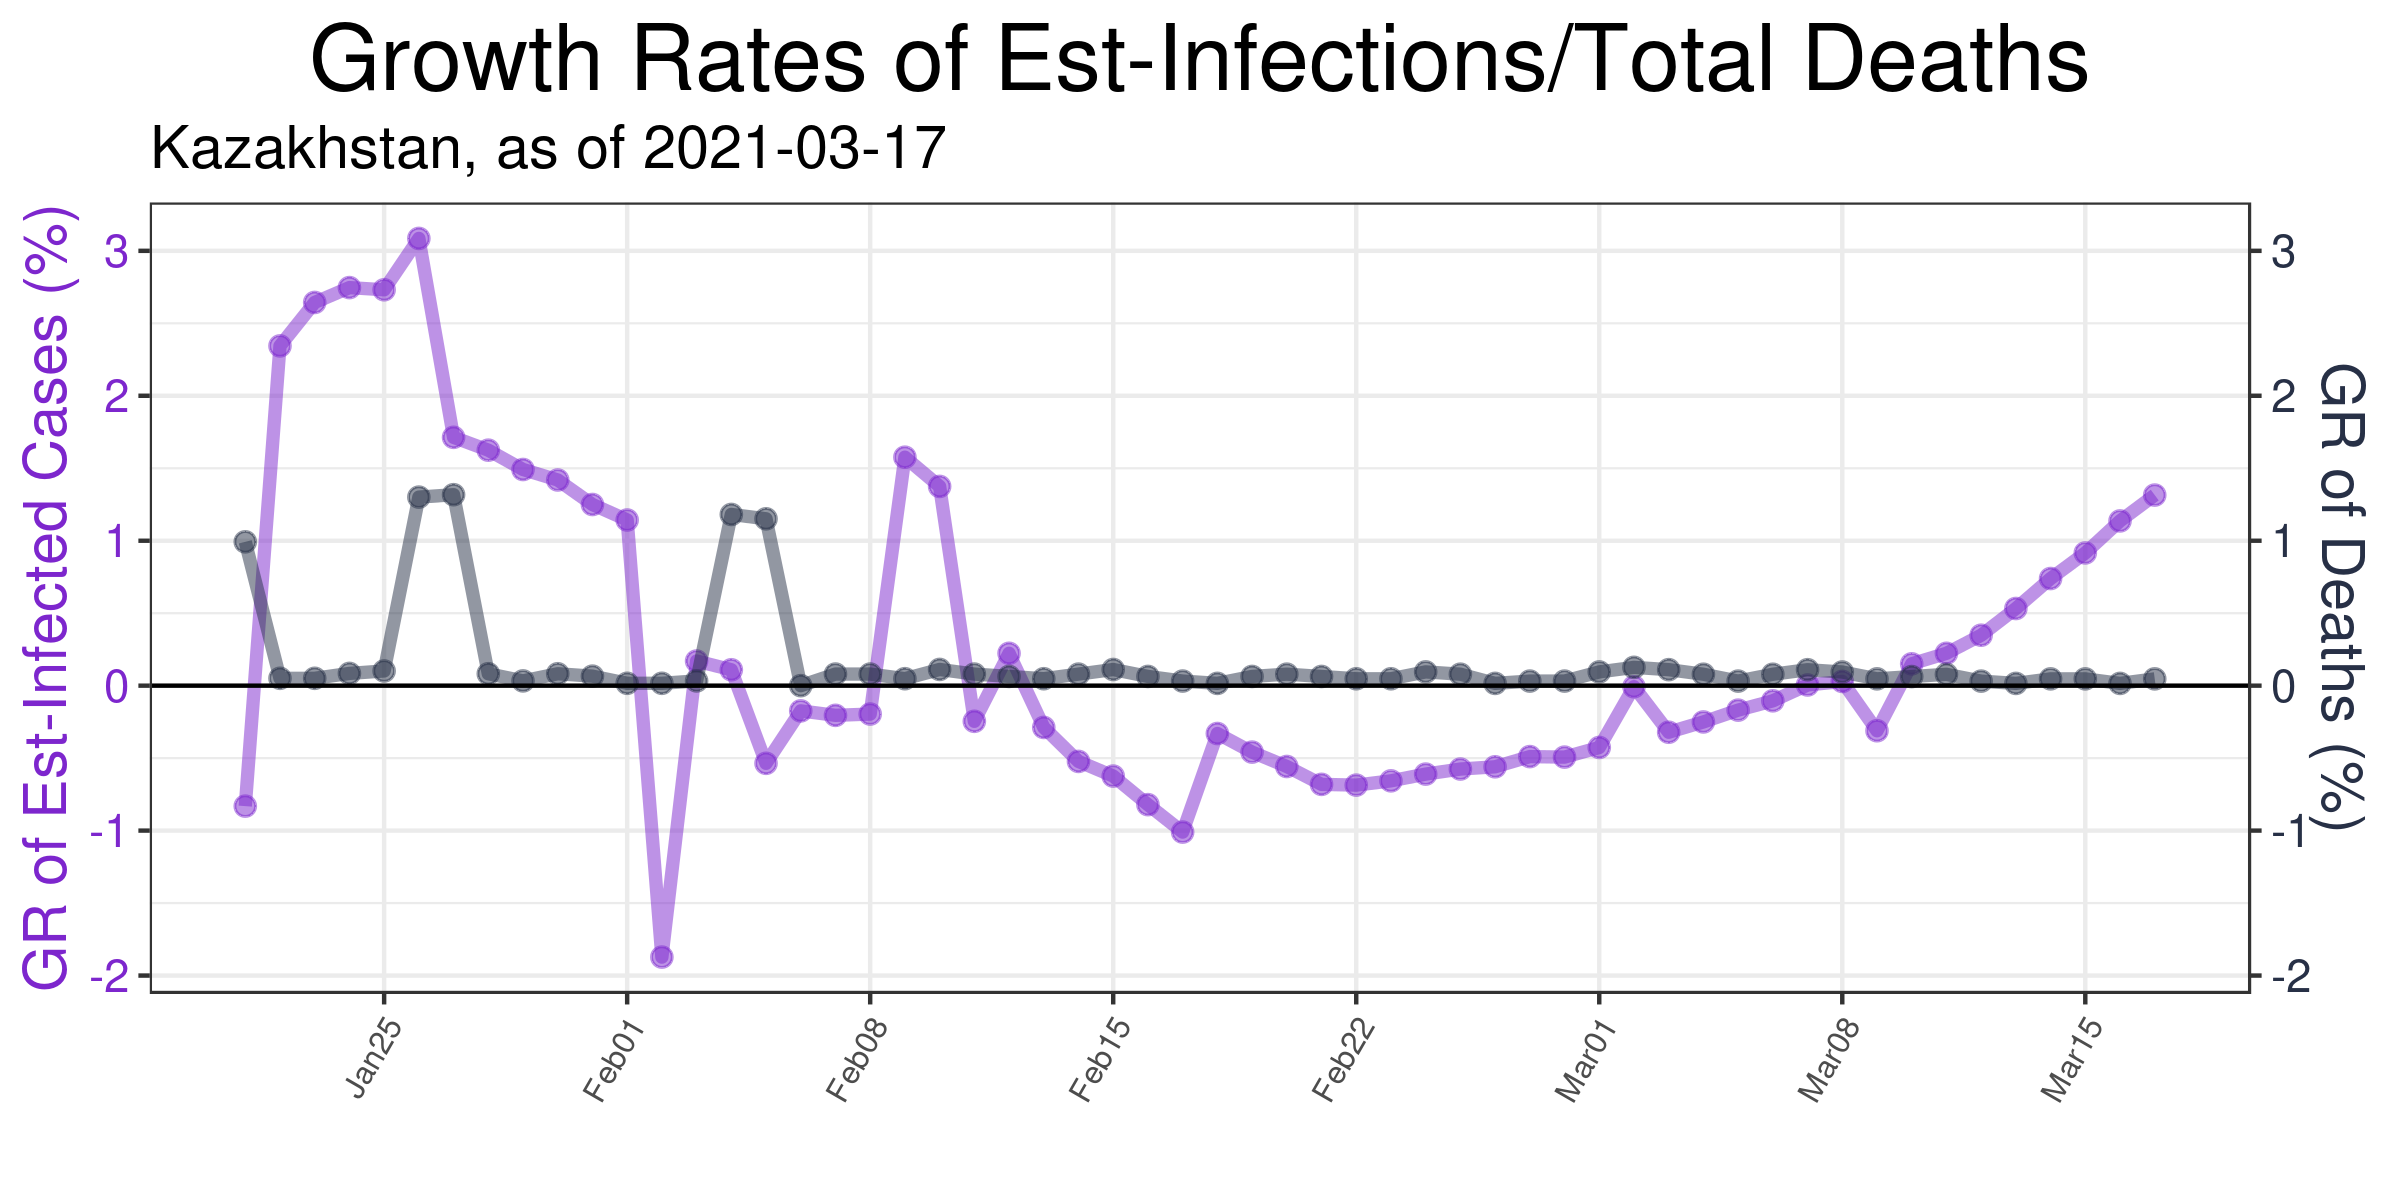 Growth Rates of Est-Infections/Total Deaths
Kazakhstan, as of 2021-03-17
GR of Est-Infected Cases (%)
3
2
1
0
-1
-2
3
2
1
0
-1
-2
GR of Deaths (%)
Jan25
Feb01
Feb08
Feb15
Feb22
Mar01
Mar08
Mar15